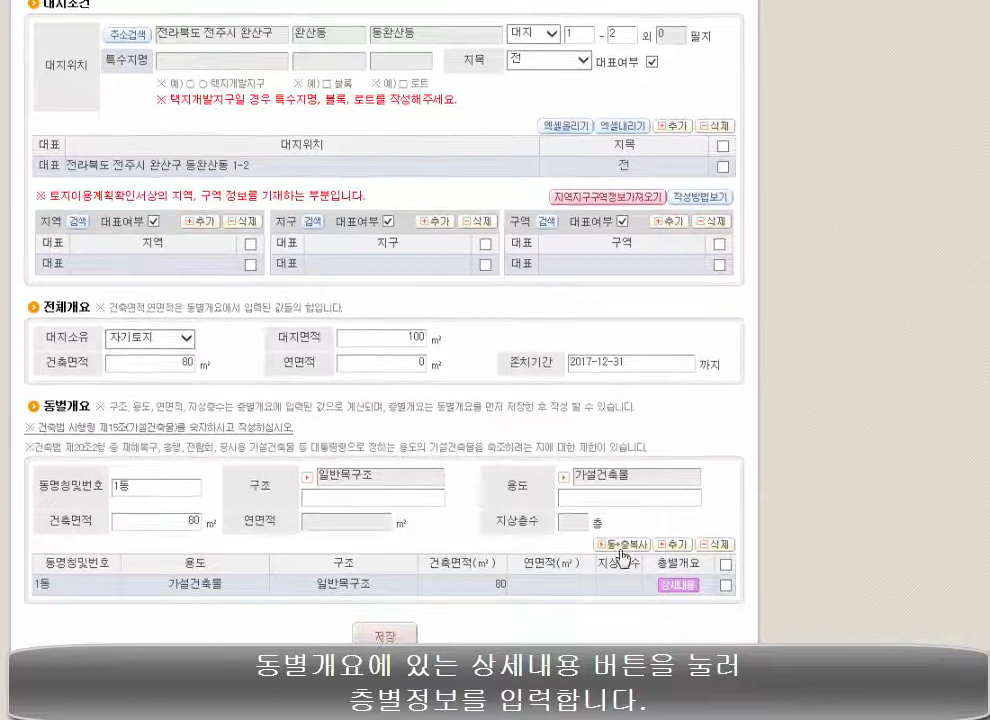 대지조건
주소검색 전라북도 전주시 완산구 완산동 동완산동 대지 1 - 2 외 0 필지
대지위치 특수지명 지목 전 대표여부
※ 예) ○ ○ 택지개발지구 ※ 예) □ 블록 ※ 예) □ 로트
※ 택지개발지구일 경우 특수지명, 블록, 로트를 작성해주세요.
엑셀올리기 엑셀내리기 추가 삭제
대표 대지위치 지목
대표 전라북도 전주시 완산구 동완산동 1-2 전
※ 토지이용계획확인서상의 지역, 구역 정보를 기재하는 부분입니다. 지역지구구역정보가져오기 작성방법보기
지역 검색 대표여부 추가 삭제 지구 검색 대표여부 추가 삭제 구역 검색 대표여부 추가 삭제
대표 지역 대표 지구 대표 구역
대표 대표 대표
전체개요 ※ 건축면적,연면적은 동별개요에서 입력된 값들의 합입니다.
대지소유 자기토지 대지면적 100 ㎡
건축면적 80 ㎡ 연면적 0 ㎡ 존치기간 2017-12-31 까지
동별개요 ※ 구조, 용도, 연면적, 지상층수는 층별개요에 입력된 값으로 계산되며, 층별개요는 동별개요를 먼저 저장한 후 작성 할 수 있습니다.
※ 건축법 시행령 제15조(가설건축물)를 숙지하시고 작성하십시오.
※건축법 제20조2항 중 재해복구, 흥행, 전람회, 공사용 가설건축물 등 대통령령으로 정하는 용도의 가설건축물을 축조하려는 지에 대한 제한이 있습니다.
동명칭및번호 1동 구조 일반목구조 용도 가설건축물
건축면적 80 ㎡ 연면적 ㎡ 지상층수 층
동+층복사 추가 삭제
동명칭및번호 용도 구조 건축면적(㎡) 연면적(㎡) 지상 수 층별개요
1동 가설건축물 일반목구조 80 상세내용
저장
동별개요에 있는 상세내용 버튼을 눌러
층별정보를 입력합니다.